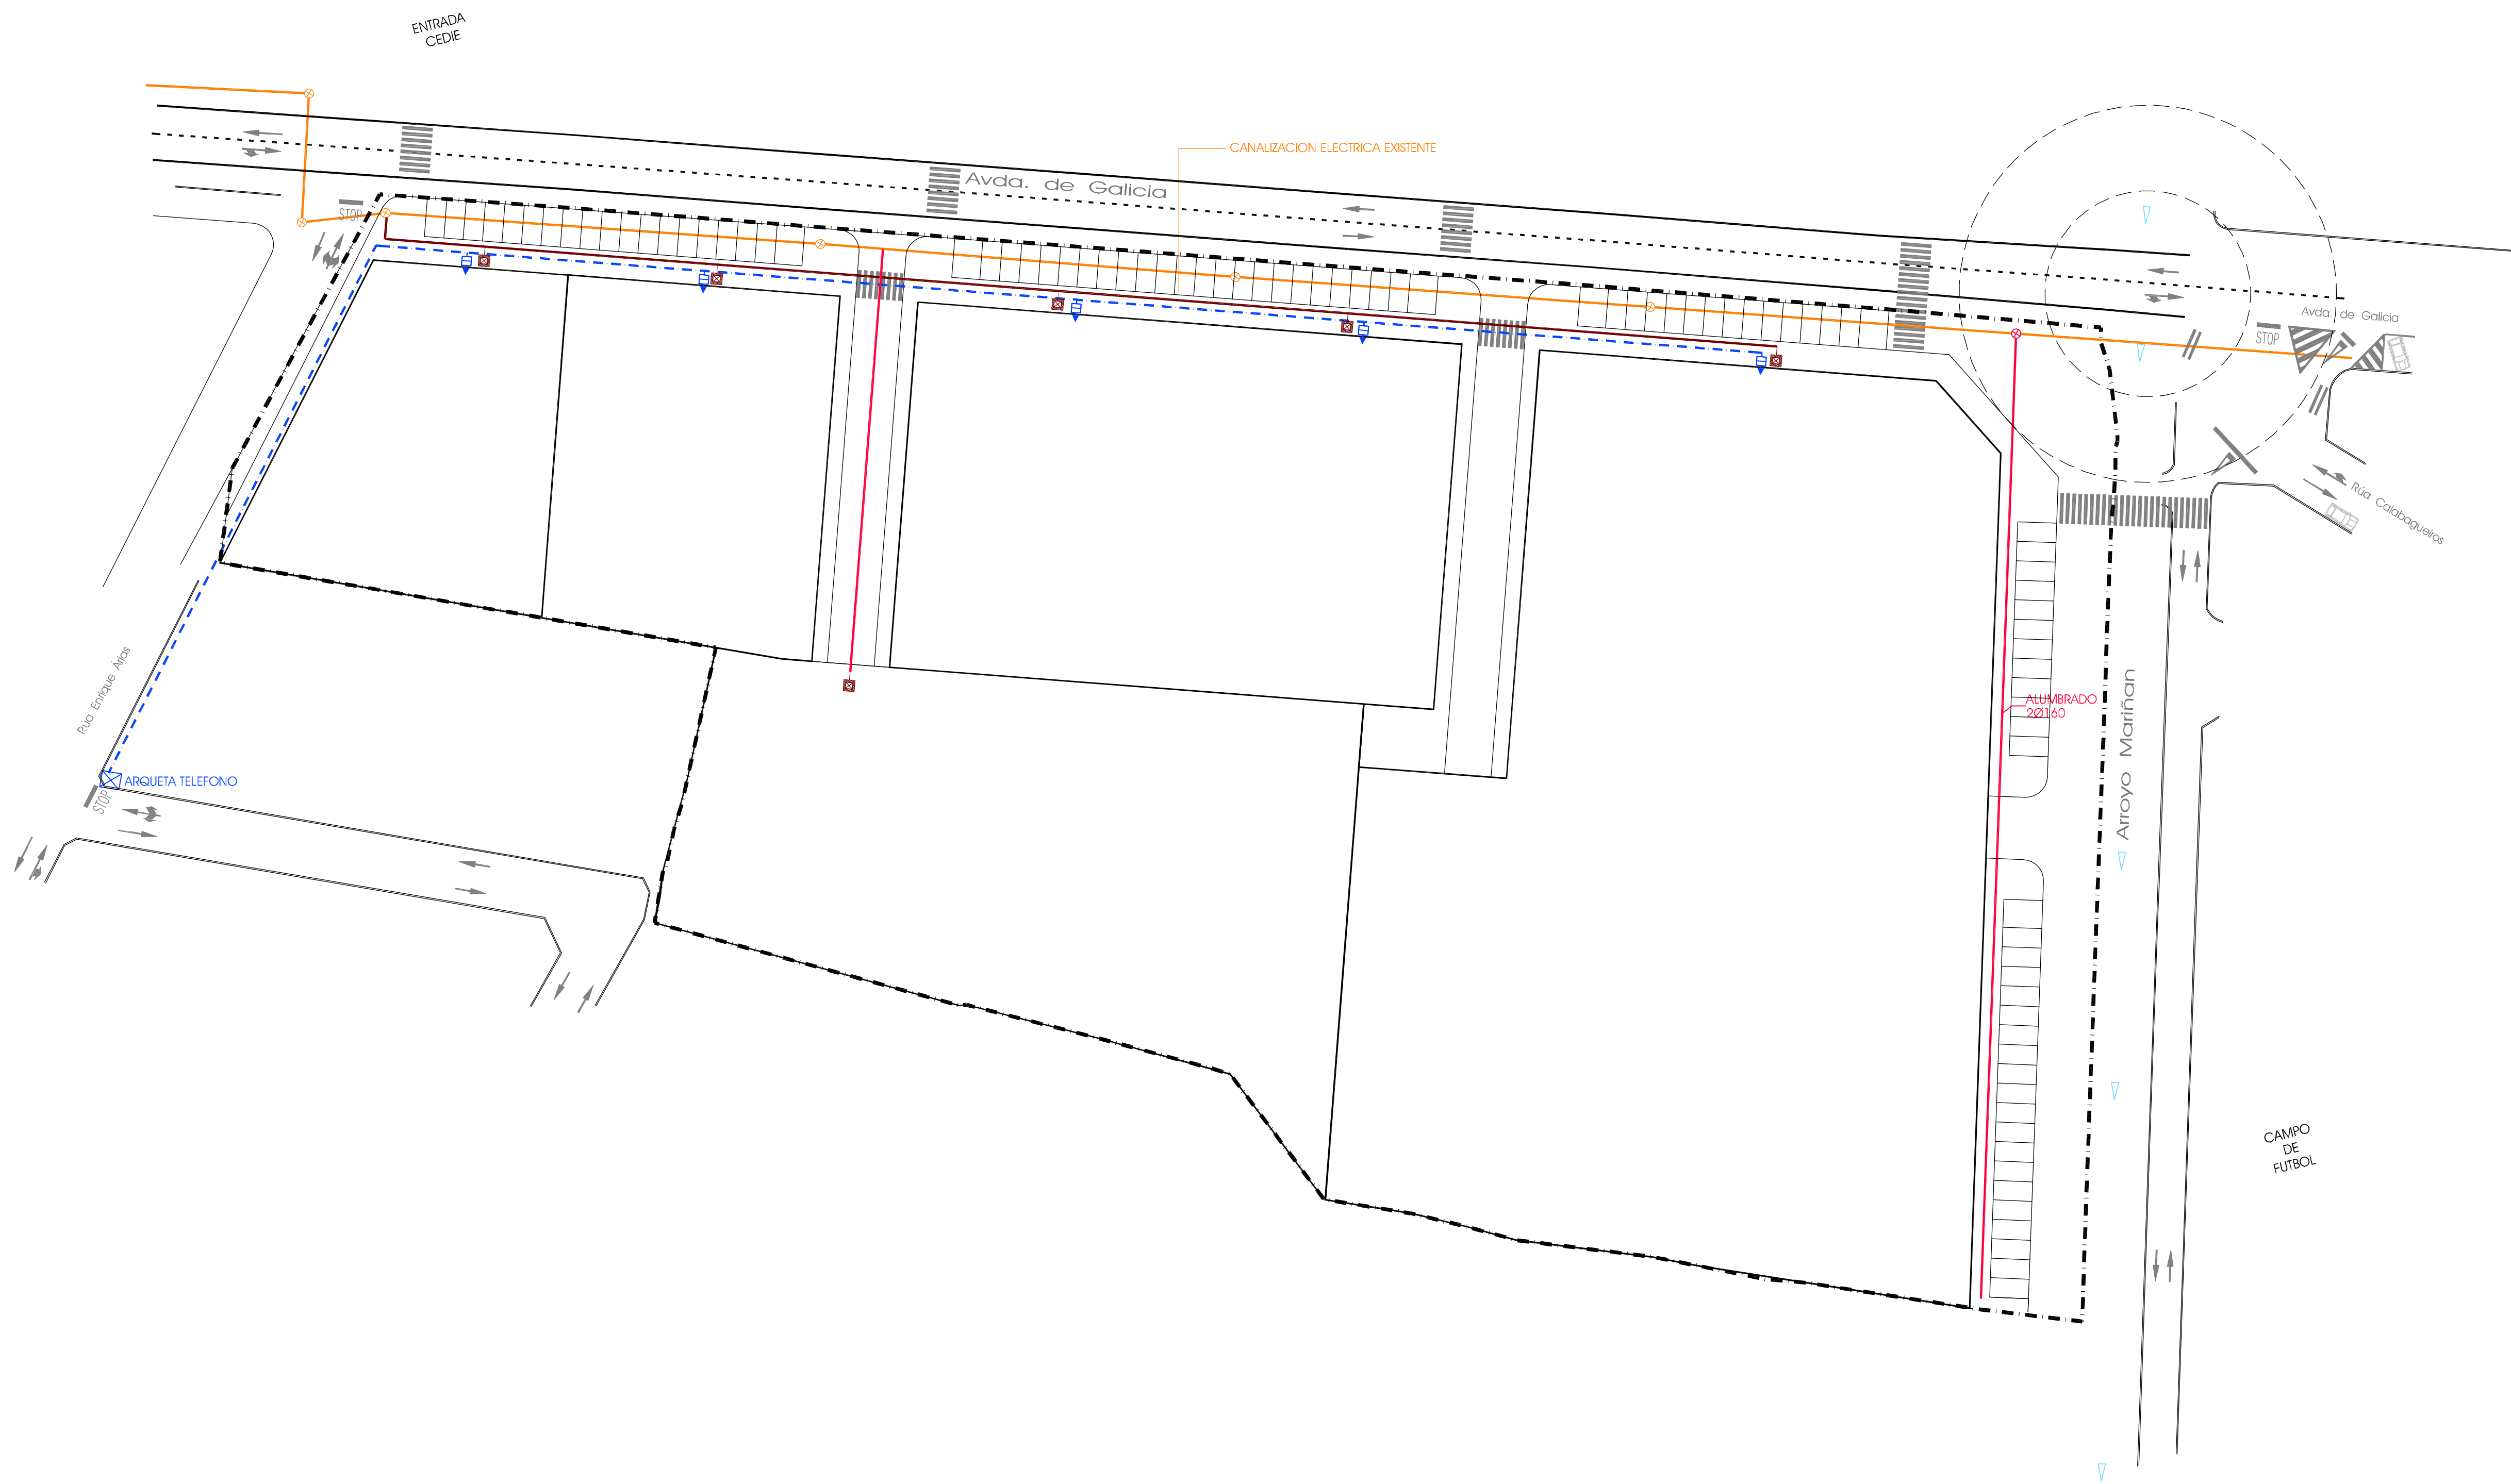 ENTRADA
CEDIE
CANALIZACION ELECTRICA EXISTENTE
Avda. de Galicia
STOP
Avda. de Galicia
STOP
Rúa Calabagueiros
Rúa Enrique Árias
ALUMBRADO
2Ø160
Arroyo Mariñan
ARQUETA TELEFONO
STOP
CAMPO
DE
FUTBOL